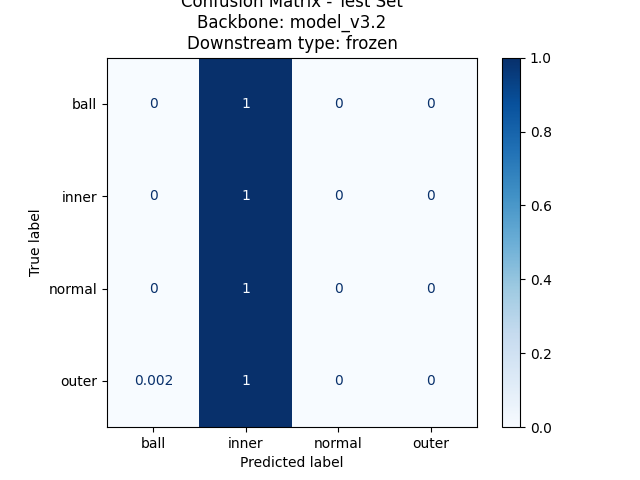 Confusion Matrix - Test Set
Backbone: model_v3.2
Downstream type: frozen
1.0
ball 0 1 0 0
0.8
inner 0 1 0 0
0.6
True label
0.4
normal 0 1 0 0
0.2
outer 0.002 1 0 0
0.0
ball inner normal outer
Predicted label